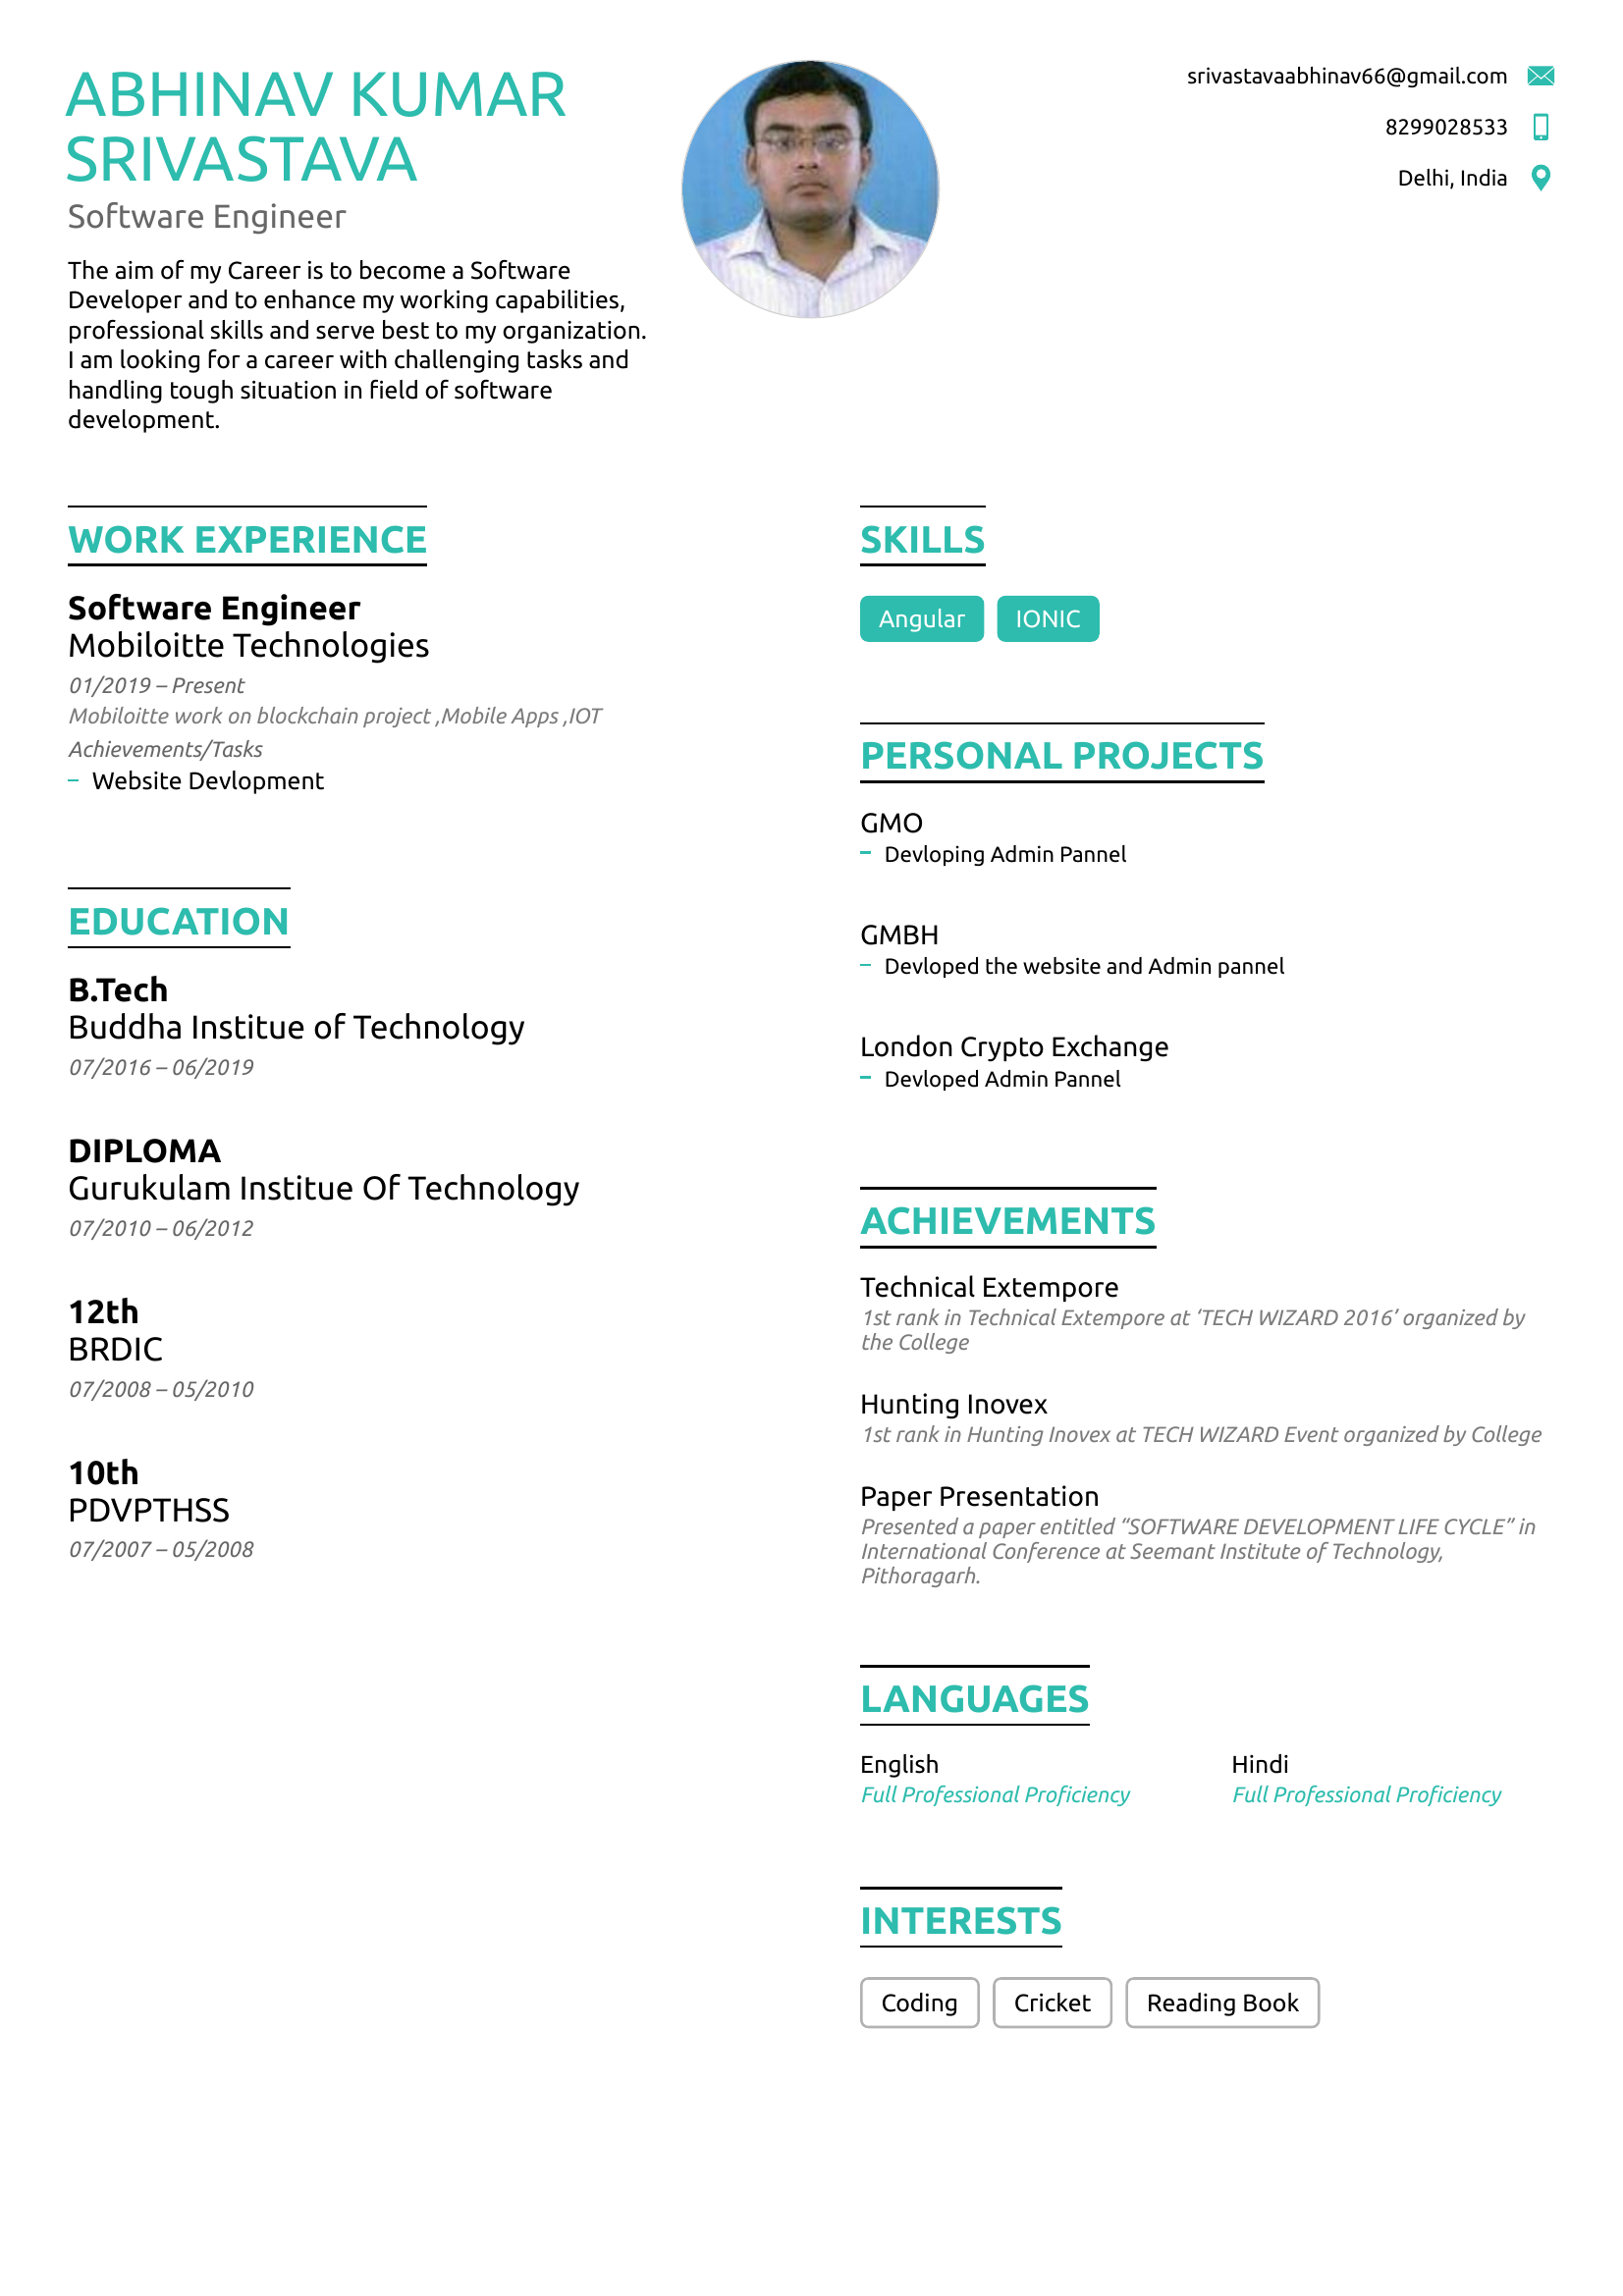 ABHINAV KUMAR
SRIVASTAVA
Software Engineer
The aim of my Career is to become a Software
Developer and to enhance my working capabilities,
professional skills and serve best to my organization.
I am looking for a career with challenging tasks and
handling tough situation in field of software
development.
srivastavaabhinav66@gmail.com
8299028533
Delhi, India
WORK EXPERIENCE
Software Engineer
Mobiloitte Technologies
01/2019 – Present
Mobiloitte work on blockchain project ,Mobile Apps ,IOT
Achievements/Tasks
– Website Devlopment
EDUCATION
B.Tech
Buddha Institue of Technology
07/2016 – 06/2019
DIPLOMA
Gurukulam Institue Of Technology
07/2010 – 06/2012
12th
BRDIC
07/2008 – 05/2010
10th
PDVPTHSS
07/2007 – 05/2008
SKILLS
Angular IONIC
PERSONAL PROJECTS
GMO
– Devloping Admin Pannel
GMBH
– Devloped the website and Admin pannel
London Crypto Exchange
– Devloped Admin Pannel
ACHIEVEMENTS
Technical Extempore
1st rank in Technical Extempore at ‘TECH WIZARD 2016’ organized by
the College
Hunting Inovex
1st rank in Hunting Inovex at TECH WIZARD Event organized by College
Paper Presentation
Presented a paper entitled “SOFTWARE DEVELOPMENT LIFE CYCLE” in
International Conference at Seemant Institute of Technology,
Pithoragarh.
LANGUAGES
English Hindi
Full Professional Proficiency Full Professional Proficiency
INTERESTS
Coding Cricket Reading Book